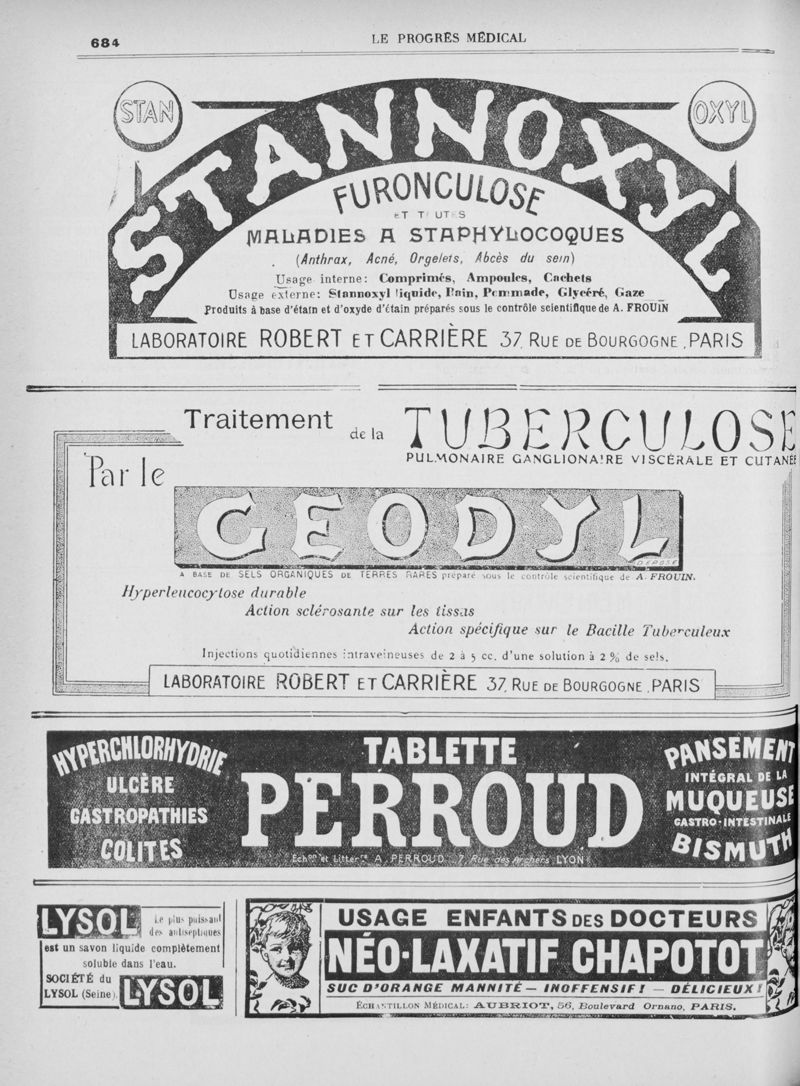 684
LE PROGRÈS MÉDICAL
STAN
OXYL
STANNOXYL
FURONCULOSE
ET T UTES
MALADIES A STAPHYLOCOQUES
(Anthrax, Acné, Orgelets, Abcès du sein)
Usage interne: Comprimés, Ampoules, Cachets
Usage externe: Stannoxyl liquide, Bain, Pommade, Glycéré, Gaze
Produits à base d'étain et d'oxyde d'étain préparés sous le contrôle scientifique de A. FROUIN
LABORATOIRE ROBERT ET CARRIÈRE 37, RUE DE BOURGOGNE, PARIS
Traitement de la TUBERCULOSE
PULMONAIRE GANGLIONAIRE VISCÉRALE ET CUTANÉE
Par le
GEODYL
DÉPOSÉ
A BASE DE SELS ORGANIQUES DE TERRES RARES préparé sous le contrôle scientifique de A. FROUIN.
Hyperleucocytose durable
Action sclérosante sur les tissas
Action spécifique sur le Bacille Tuberculeux
Injections quotidiennes intraveineuses de 2 à 5 cc. d'une solution à 2 % de sels.
LABORATOIRE ROBERT ET CARRIÈRE 37, RUE DE BOURGOGNE, PARIS
HYPERCHLORHYDRIE
ULCÈRE
GASTROPATHIES
COLITES
TABLETTE
PERROUD
Échons et Littérre A. PERROUD, 7, Rue des Archers LYON
PANSEMENT
INTÉGRAL DE LA
MUQUEUSE
GASTRO-INTESTINALE
BISMUTH
LYSOL
Le plus puissant
des antiseptiques
est un savon liquide complètement
soluble dans l'eau.
SOCIÉTÉ du
LYSOL (Seine).
LYSOL
USAGE ENFANTS DES DOCTEURS
NÉO-LAXATIF CHAPOTOT
SUC D'ORANGE MANNITÉ — INOFFENSIF! — DÉLICIEUX!
ÉCHANTILLON MÉDICAL: AUBRIOT, 56, Boulevard Ornano, PARIS.